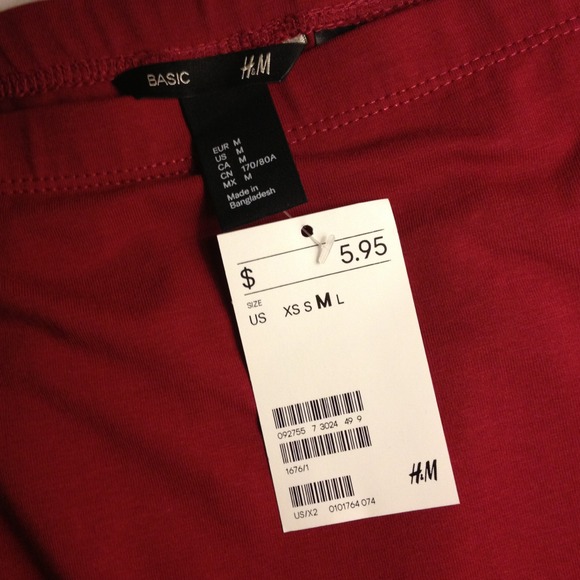 BASIC H&M
EUR M
US M
CA M
CN 170/80A
MX M
Made in
Bangladesh
$ 5.95
SIZE
US XS S M L
092755 7 3024 49 9
1676/1
H&M
US/X2 0101764 074